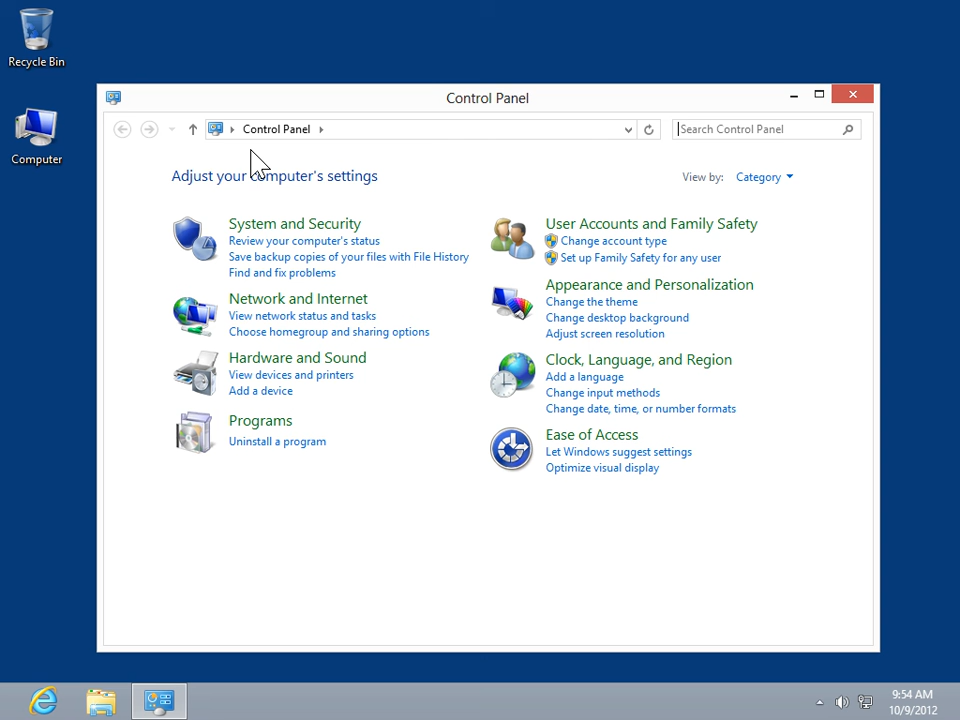 Recycle Bin
Computer
Control Panel
Control Panel
Search Control Panel
Adjust your computer's settings
View by: Category
System and Security
Review your computer's status
Save backup copies of your files with File History
Find and fix problems
Network and Internet
View network status and tasks
Choose homegroup and sharing options
Hardware and Sound
View devices and printers
Add a device
Programs
Uninstall a program
User Accounts and Family Safety
Change account type
Set up Family Safety for any user
Appearance and Personalization
Change the theme
Change desktop background
Adjust screen resolution
Clock, Language, and Region
Add a language
Change input methods
Change date, time, or number formats
Ease of Access
Let Windows suggest settings
Optimize visual display
9:54 AM
10/9/2012